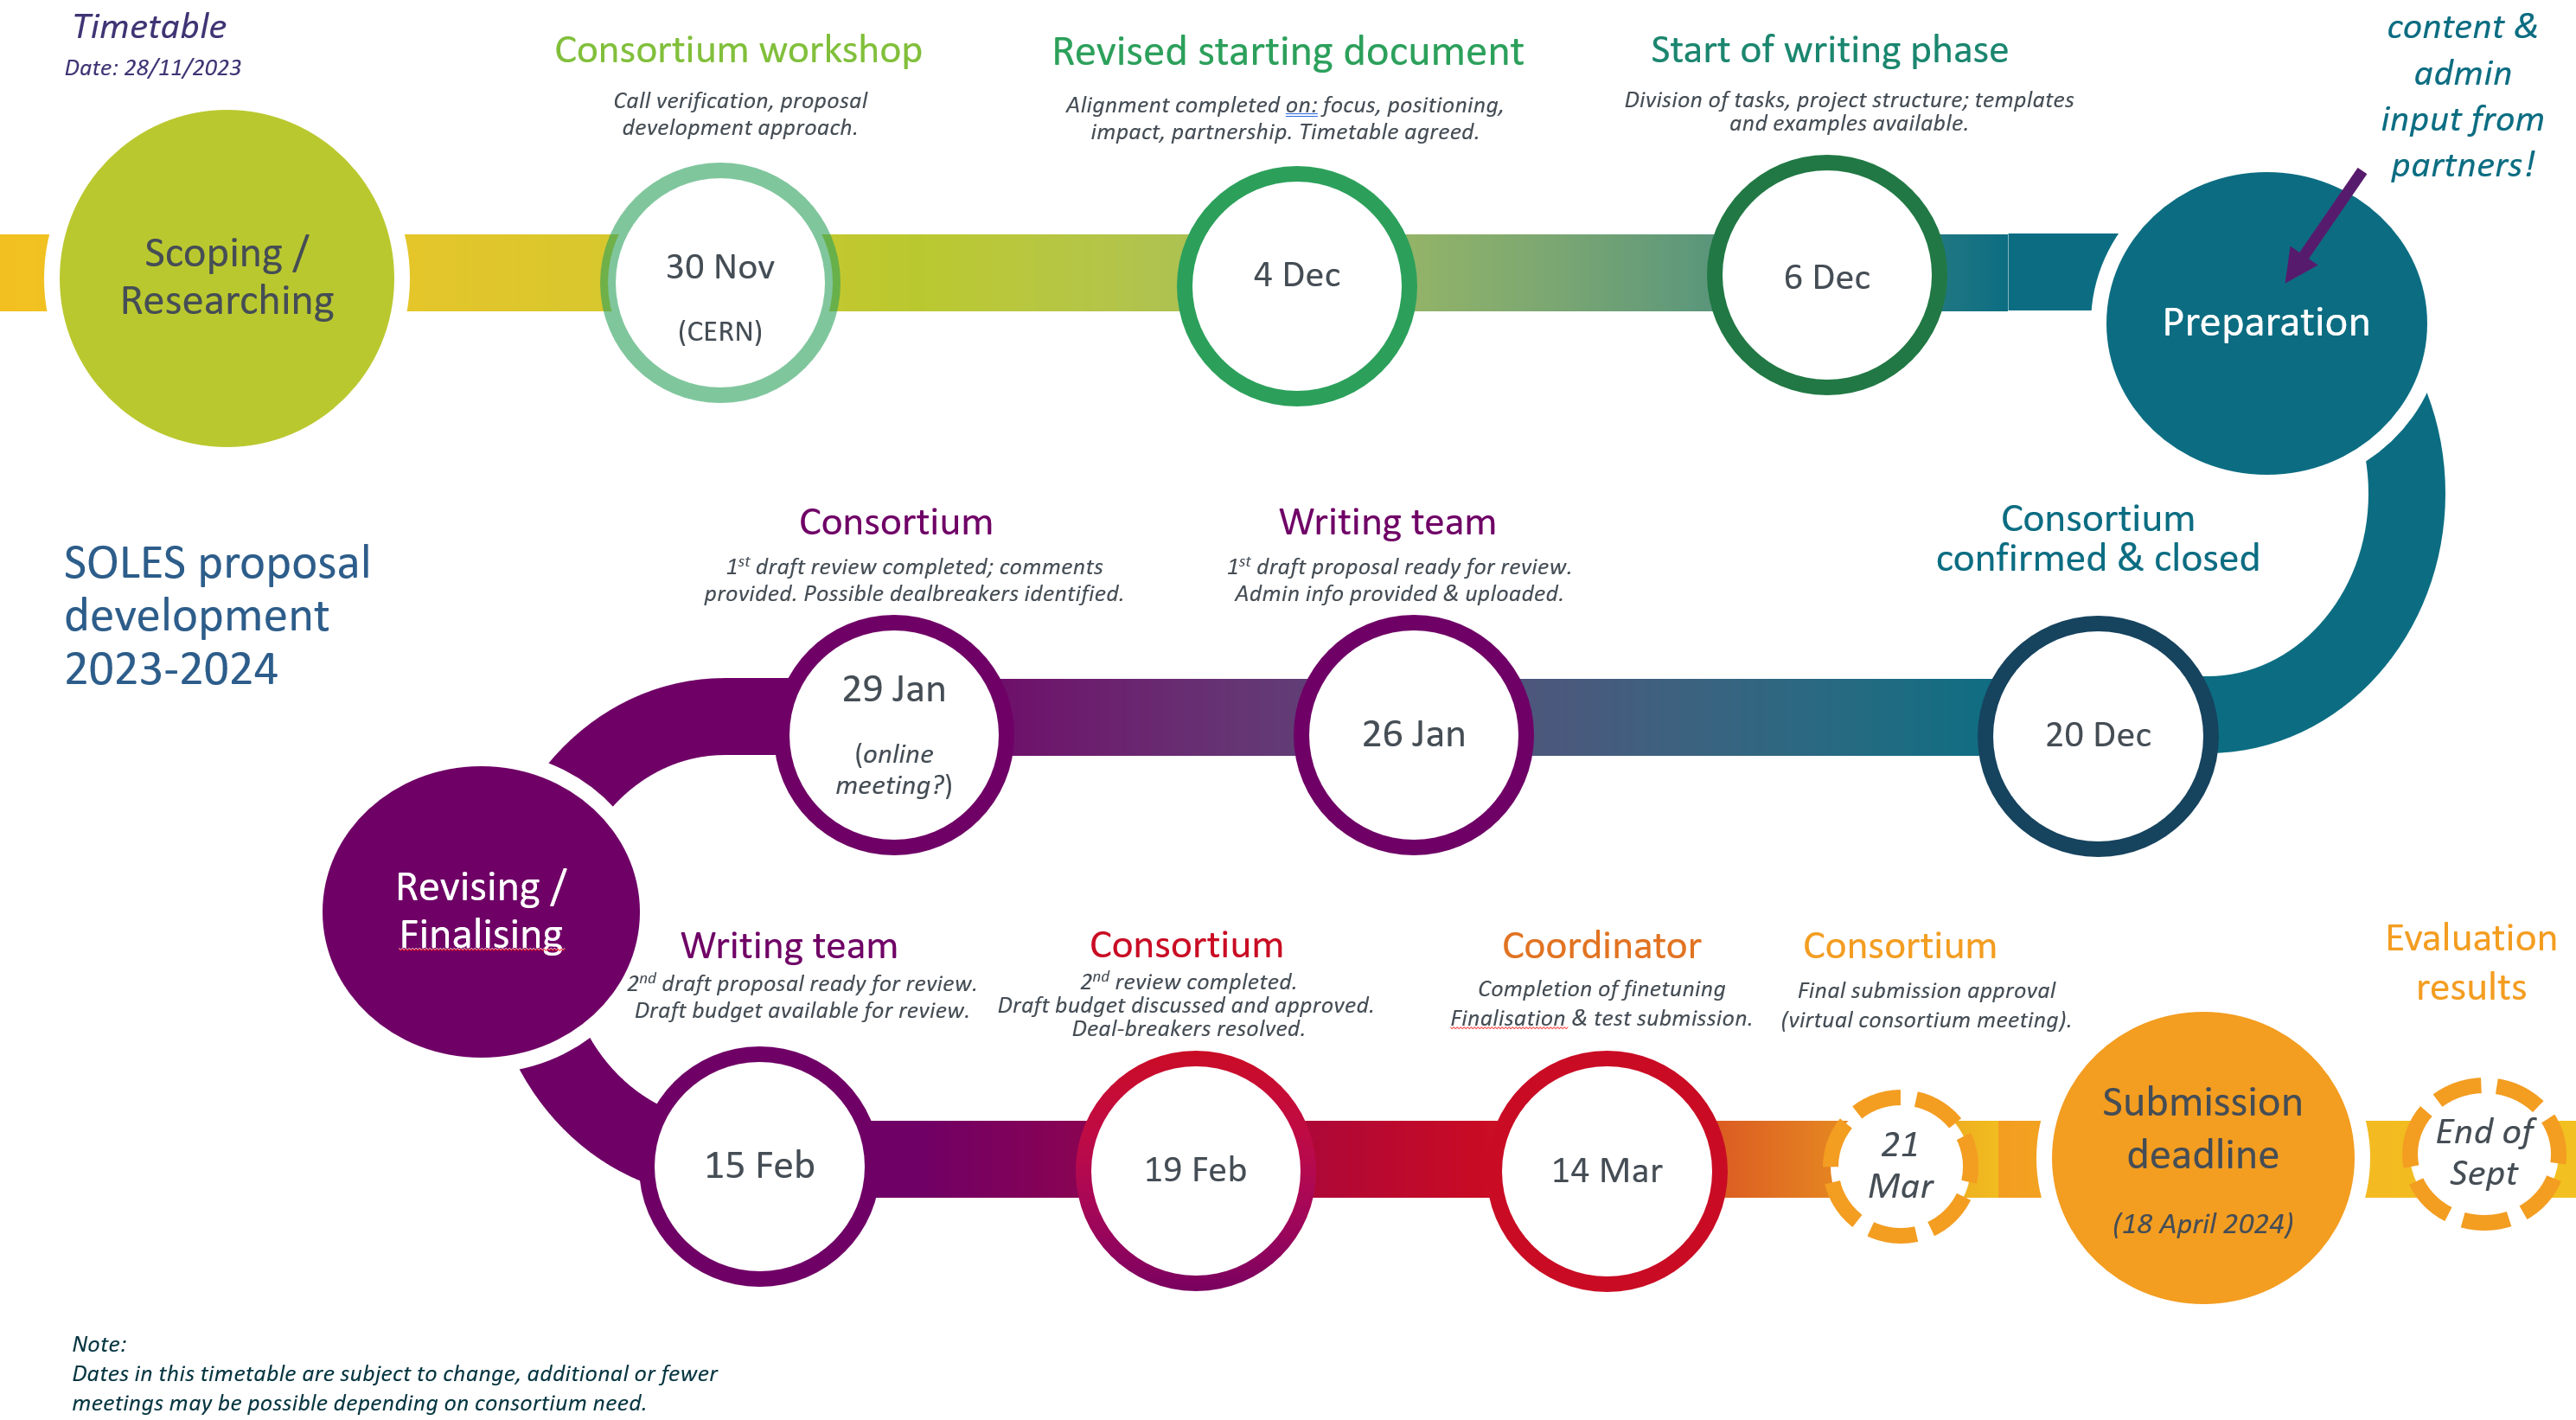 Timetable
Date: 28/11/2023
content &
admin
input from
partners!
Consortium workshop
Call verification, proposal
development approach.
Revised starting document
Alignment completed on: focus, positioning,
impact, partnership. Timetable agreed.
Start of writing phase
Division of tasks, project structure; templates
and examples available.
Scoping /
Researching
30 Nov
(CERN)
4 Dec
6 Dec
Preparation
SOLES proposal
development
2023-2024
Consortium
confirmed & closed
20 Dec
Writing team
1st draft proposal ready for review.
Admin info provided & uploaded.
26 Jan
Consortium
1st draft review completed; comments
provided. Possible dealbreakers identified.
29 Jan
(online
meeting?)
Revising /
Finalising
Writing team
2nd draft proposal ready for review.
Draft budget available for review.
15 Feb
Consortium
2nd review completed.
Draft budget discussed and approved.
Deal-breakers resolved.
19 Feb
Coordinator
Completion of finetuning
Finalisation & test submission.
14 Mar
Consortium
Final submission approval
(virtual consortium meeting).
21
Mar
Submission
deadline
(18 April 2024)
Evaluation
results
End of
Sept
Note:
Dates in this timetable are subject to change, additional or fewer
meetings may be possible depending on consortium need.